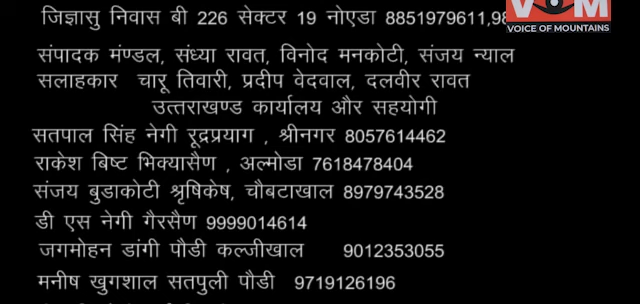 जिज्ञासु निवास बी 226 सेक्टर 19 नोएडा 8851979611,98
VOM
VOICE OF MOUNTAINS
संपादक मंण्डल, संध्या रावत, विनोद मनकोटी, संजय न्याल
सलाहकार चारू तिवारी, प्रदीप वेदवाल, दलवीर रावत
उत्तराखण्ड कार्यालय और सहयोगी
सतपाल सिंह नेगी रूद्रप्रयाग , श्रीनगर 8057614462
राकेश बिष्ट भिक्यासैण , अल्मोडा 7618478404
संजय बुडाकोटी श्रृषिकेष, चौबटाखाल 8979743528
डी एस नेगी गैरसैण 9999014614
जगमोहन डांगी पौडी कल्जीखाल 9012353055
मनीष खुगशाल सतपुली पौडी 9719126196